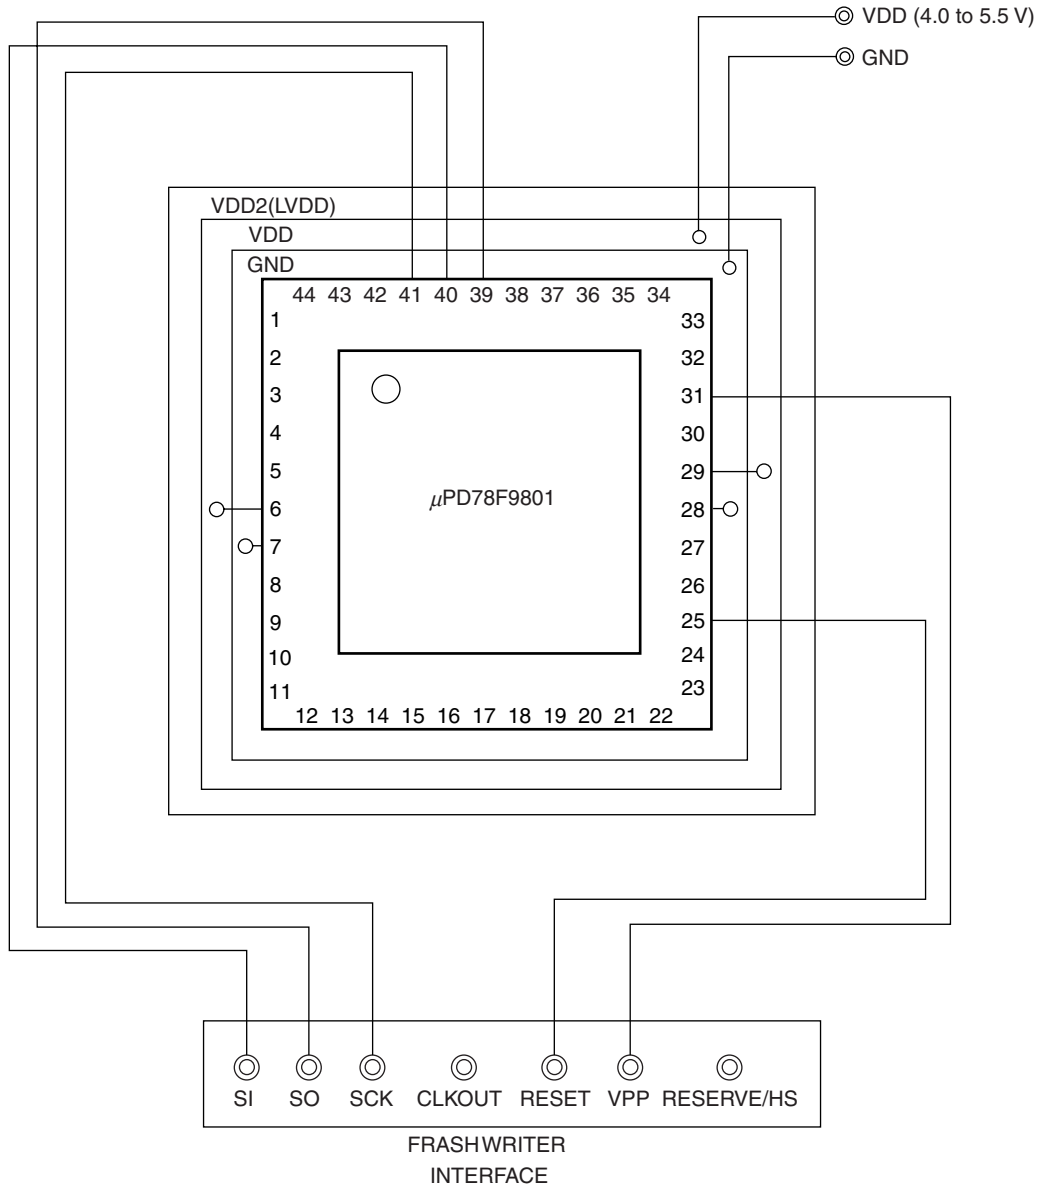 VDD (4.0 to 5.5 V)
GND
VDD2(LVDD)
VDD
GND
44 43 42 41 40 39 38 37 36 35 34
1
2
3
4
5
6
7
8
9
10
11
33
32
31
30
29
28
27
26
25
24
23
µPD78F9801
12 13 14 15 16 17 18 19 20 21 22
SI SO SCK CLKOUT RESET VPP RESERVE/HS
FRASHWRITER
INTERFACE